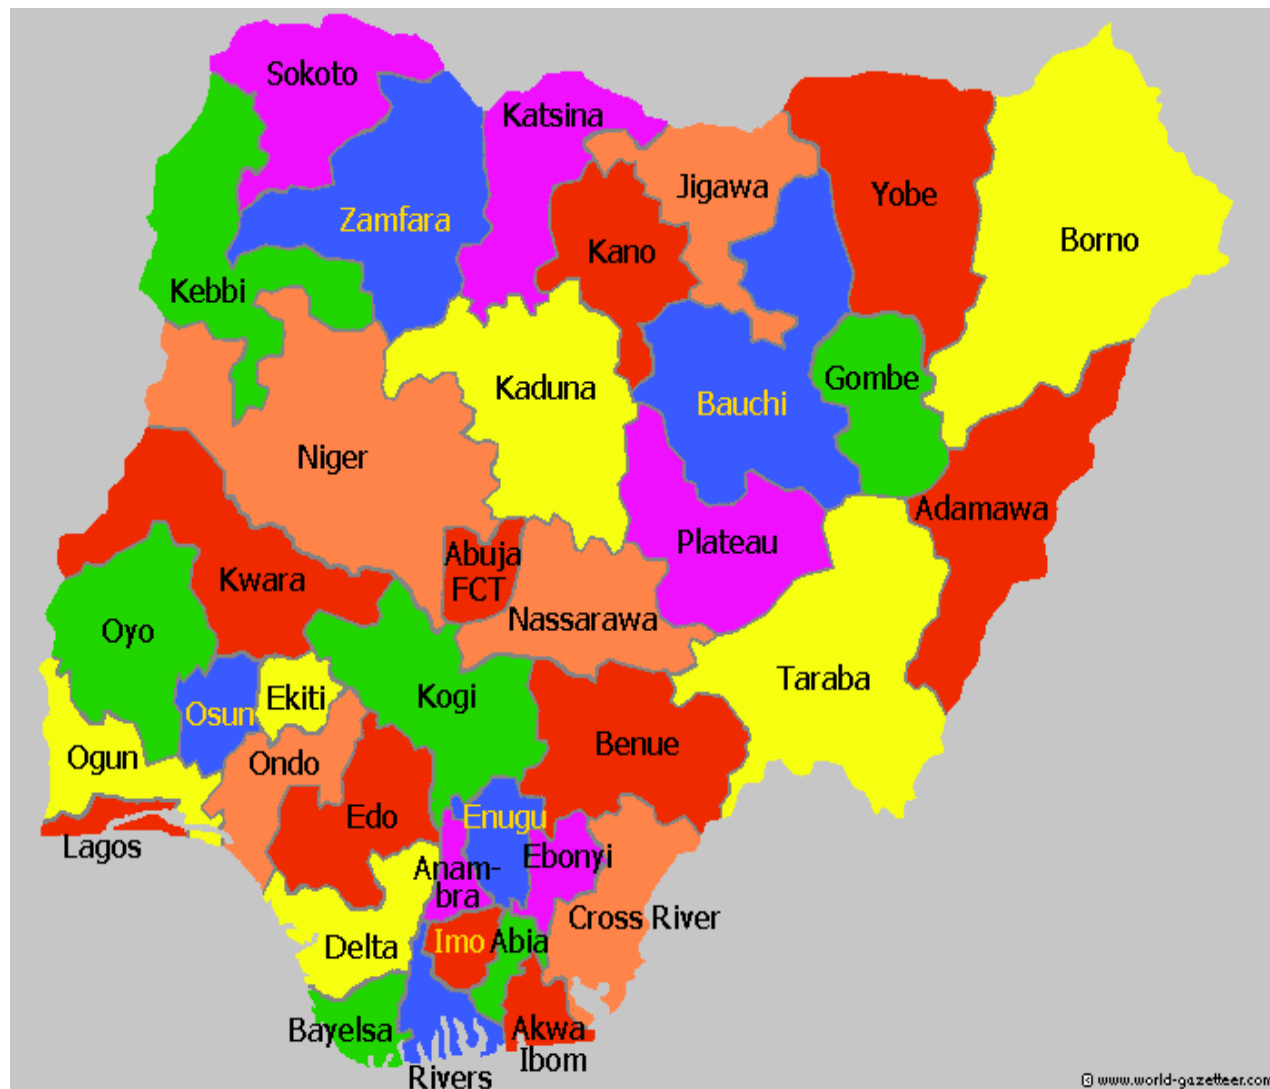 Sokoto
Katsina
Jigawa
Yobe
Zamfara
Kano
Borno
Kebbi
Kaduna
Gombe
Bauchi
Niger
Adamawa
Plateau
Abuja
FCT
Kwara
Nassarawa
Oyo
Taraba
Kogi
Ekiti
Osun
Benue
Ogun
Ondo
Edo
Enugu
Lagos
Ebonyi
Anam-
bra
Cross River
Imo
Abia
Delta
Bayelsa
Akwa
Ibom
Rivers
© www.world-gazetteer.com